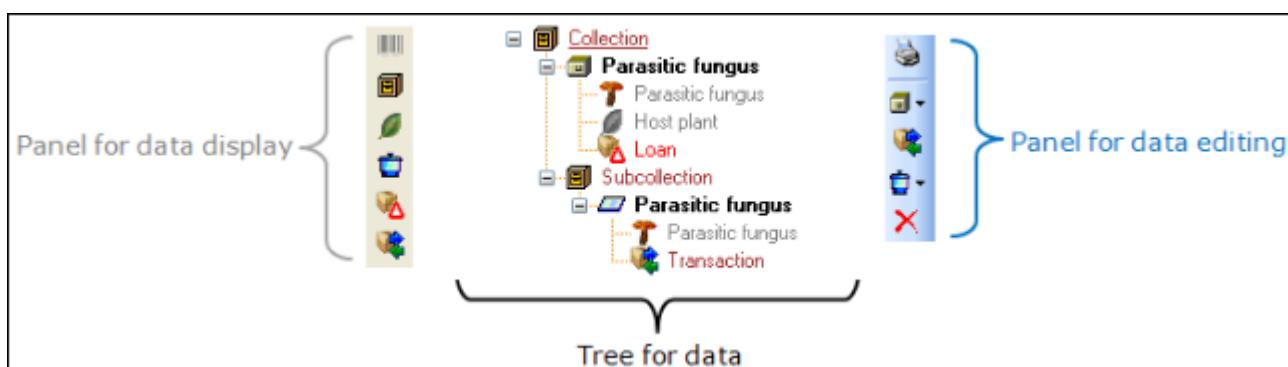 Panel for data display
Collection
Parasitic fungus
Parasitic fungus
Host plant
Loan
Subcollection
Parasitic fungus
Parasitic fungus
Transaction
Panel for data editing
Tree for data